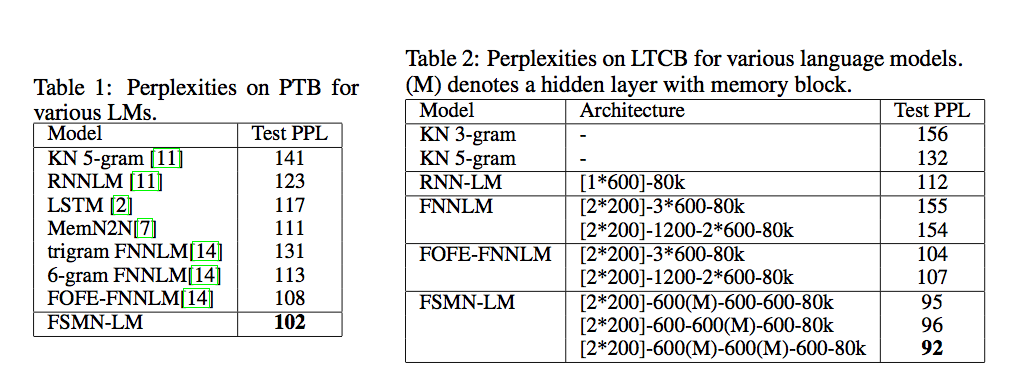 Table 1: Perplexities on PTB for
various LMs.
Model Test PPL
KN 5-gram [11] 141
RNNLM [11] 123
LSTM [2] 117
MemN2N[7] 111
trigram FNNLM[14] 131
6-gram FNNLM[14] 113
FOFE-FNNLM[14] 108
FSMN-LM 102
Table 2: Perplexities on LTCB for various language models.
(M) denotes a hidden layer with memory block.
Model Architecture Test PPL
KN 3-gram - 156
KN 5-gram - 132
RNN-LM [1*600]-80k 112
FNNLM [2*200]-3*600-80k 155
[2*200]-1200-2*600-80k 154
FOFE-FNNLM [2*200]-3*600-80k 104
[2*200]-1200-2*600-80k 107
FSMN-LM [2*200]-600(M)-600-600-80k 95
[2*200]-600-600(M)-600-80k 96
[2*200]-600(M)-600(M)-600-80k 92